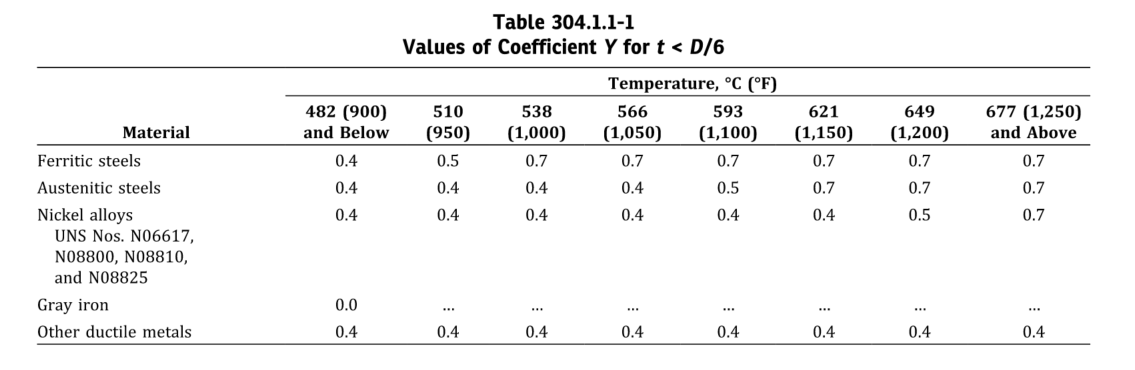 Table 304.1.1-1
Values of Coefficient Y for t < D/6
Temperature, °C (°F)
Material 482 (900) and Below 510 (950) 538 (1,000) 566 (1,050) 593 (1,100) 621 (1,150) 649 (1,200) 677 (1,250) and Above
Ferritic steels 0.4 0.5 0.7 0.7 0.7 0.7 0.7 0.7
Austenitic steels 0.4 0.4 0.4 0.4 0.5 0.7 0.7 0.7
Nickel alloys 0.4 0.4 0.4 0.4 0.4 0.4 0.5 0.7
UNS Nos. N06617,
N08800, N08810,
and N08825
Gray iron 0.0 ... ... ... ... ... ... ...
Other ductile metals 0.4 0.4 0.4 0.4 0.4 0.4 0.4 0.4